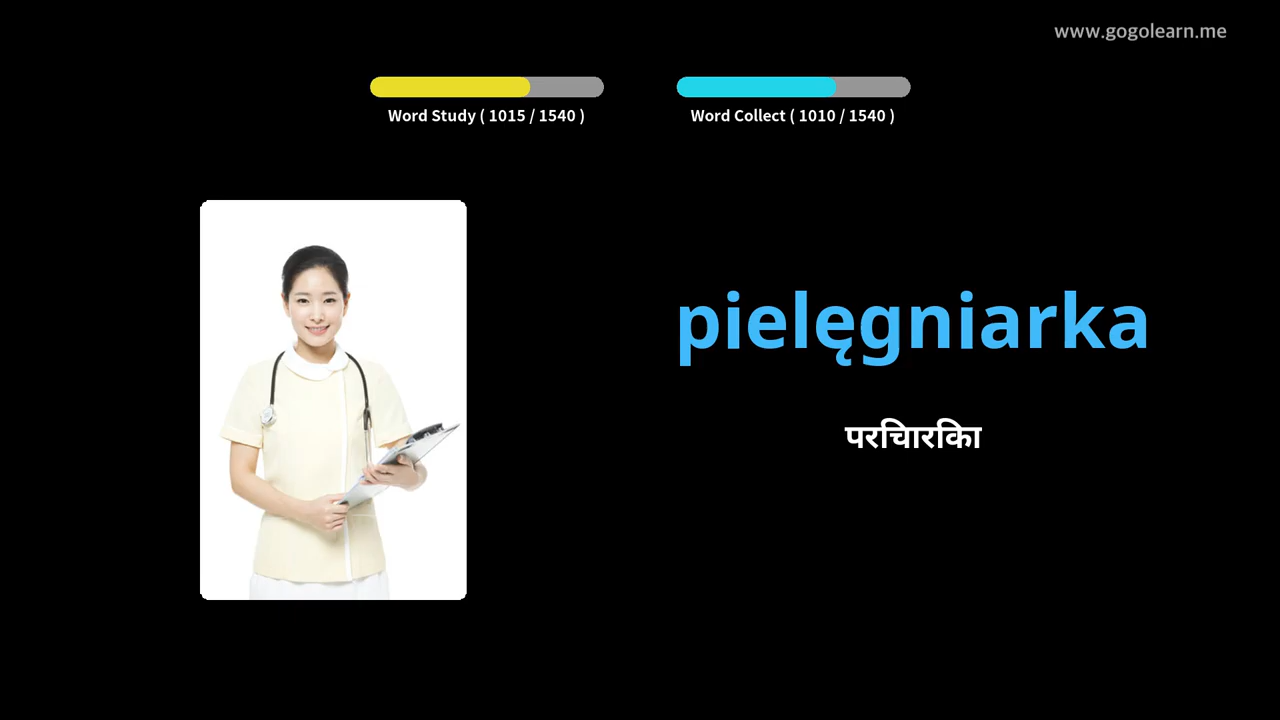 www.gogolearn.me
Word Study ( 1015 / 1540 )
Word Collect ( 1010 / 1540 )
pielęgniarka
परिचारिका